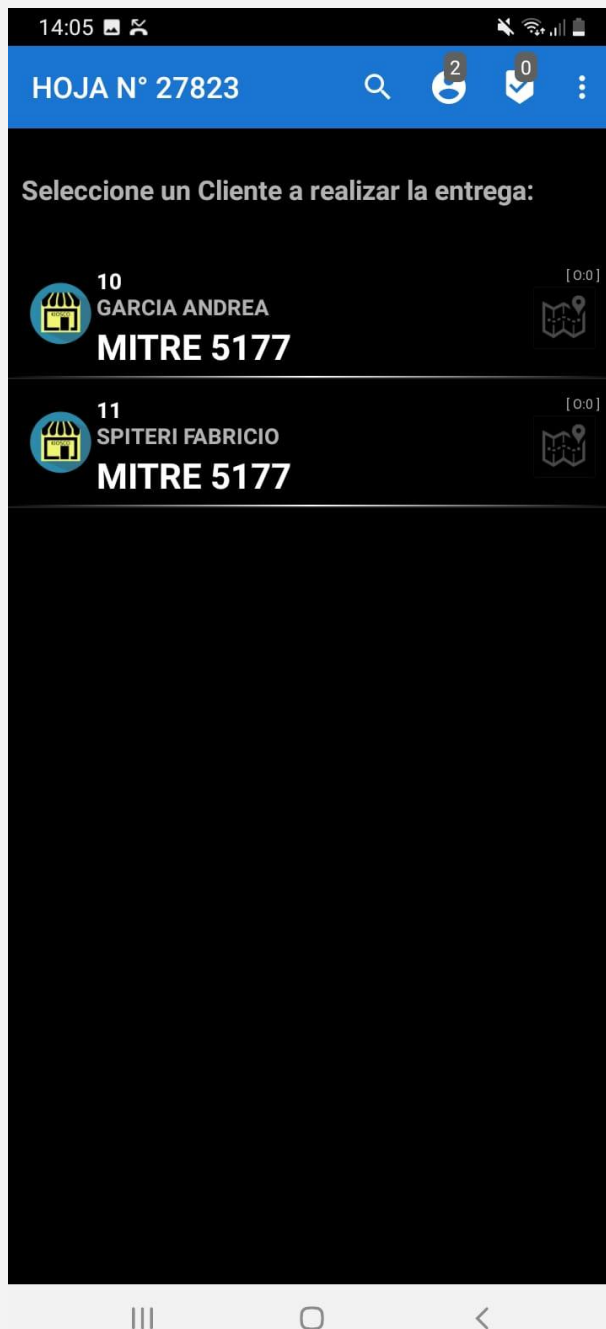 14:05
HOJA N° 27823
2
0
Seleccione un Cliente a realizar la entrega:
10
[ 0:0 ]
GARCIA ANDREA
MITRE 5177
11
[ 0:0 ]
SPITERI FABRICIO
MITRE 5177